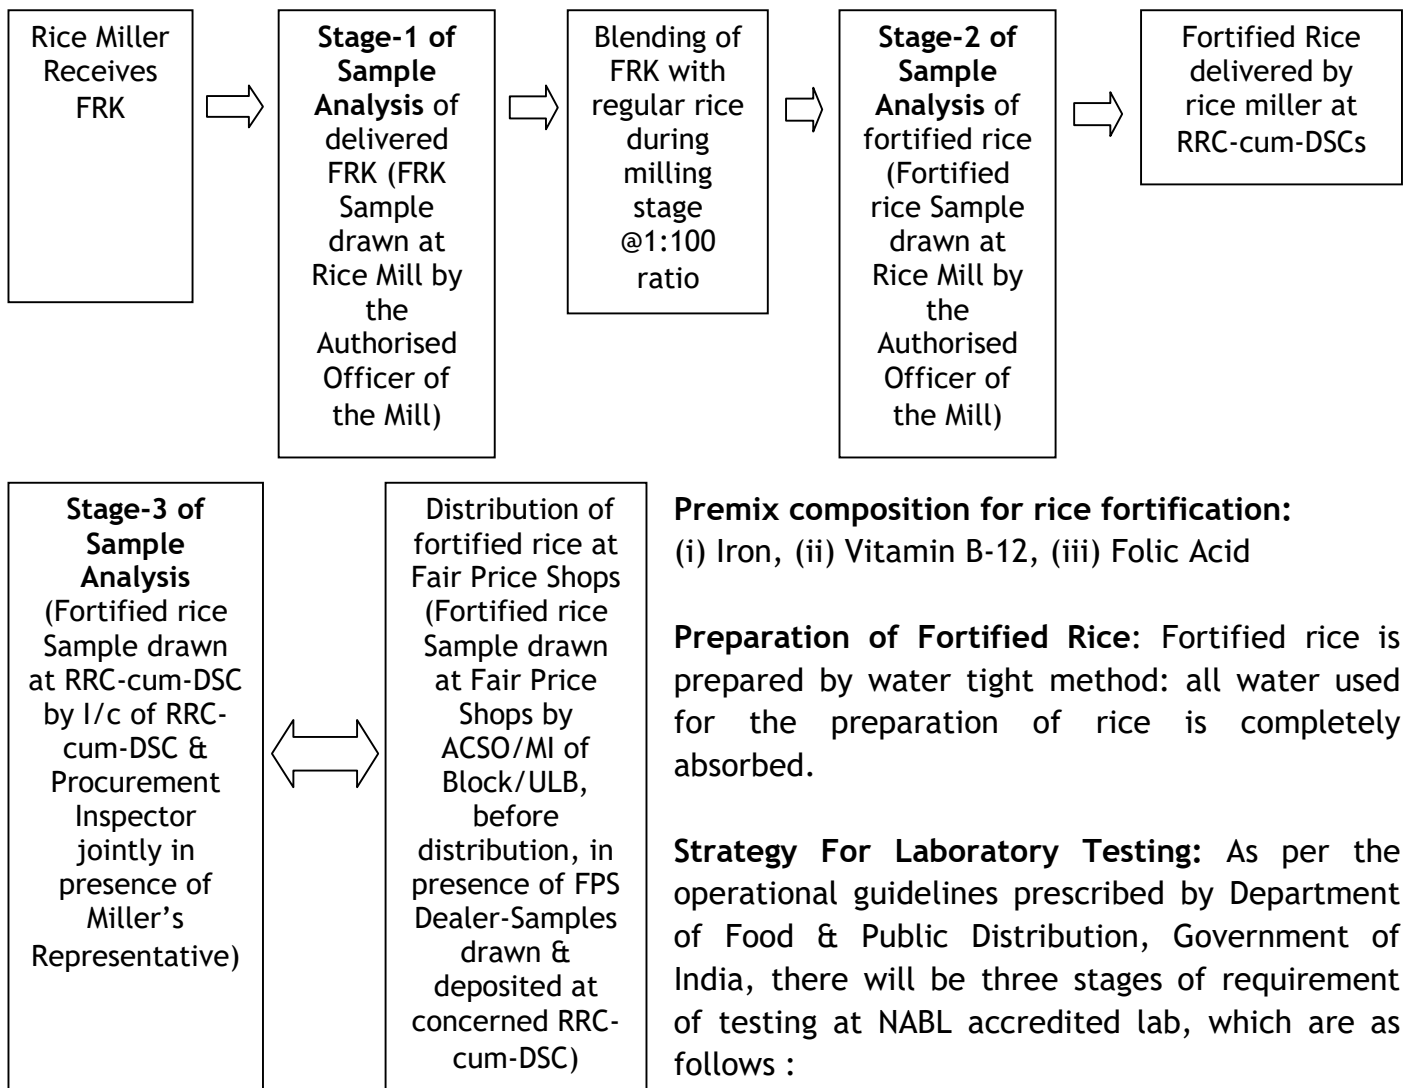 Rice Miller
Receives
FRK
Stage-1 of
Sample
Analysis of
delivered
FRK (FRK
Sample
drawn at
Rice Mill by
the
Authorised
Officer of
the Mill)
Blending of
FRK with
regular rice
during
milling
stage
@1:100
ratio
Stage-2 of
Sample
Analysis of
fortified rice
(Fortified
rice Sample
drawn at
Rice Mill by
the
Authorised
Officer of
the Mill)
Fortified Rice
delivered by
rice miller at
RRC-cum-DSCs
Stage-3 of
Sample
Analysis
(Fortified rice
Sample drawn
at RRC-cum-DSC
by I/c of RRC-
cum-DSC &
Procurement
Inspector
jointly in
presence of
Miller’s
Representative)
Distribution of
fortified rice at
Fair Price Shops
(Fortified rice
Sample drawn
at Fair Price
Shops by
ACSO/MI of
Block/ULB,
before
distribution, in
presence of FPS
Dealer-Samples
drawn &
deposited at
concerned RRC-
cum-DSC)
Premix composition for rice fortification:
(i) Iron, (ii) Vitamin B-12, (iii) Folic Acid
Preparation of Fortified Rice: Fortified rice is
prepared by water tight method: all water used
for the preparation of rice is completely
absorbed.
Strategy For Laboratory Testing: As per the
operational guidelines prescribed by Department
of Food & Public Distribution, Government of
India, there will be three stages of requirement
of testing at NABL accredited lab, which are as
follows :